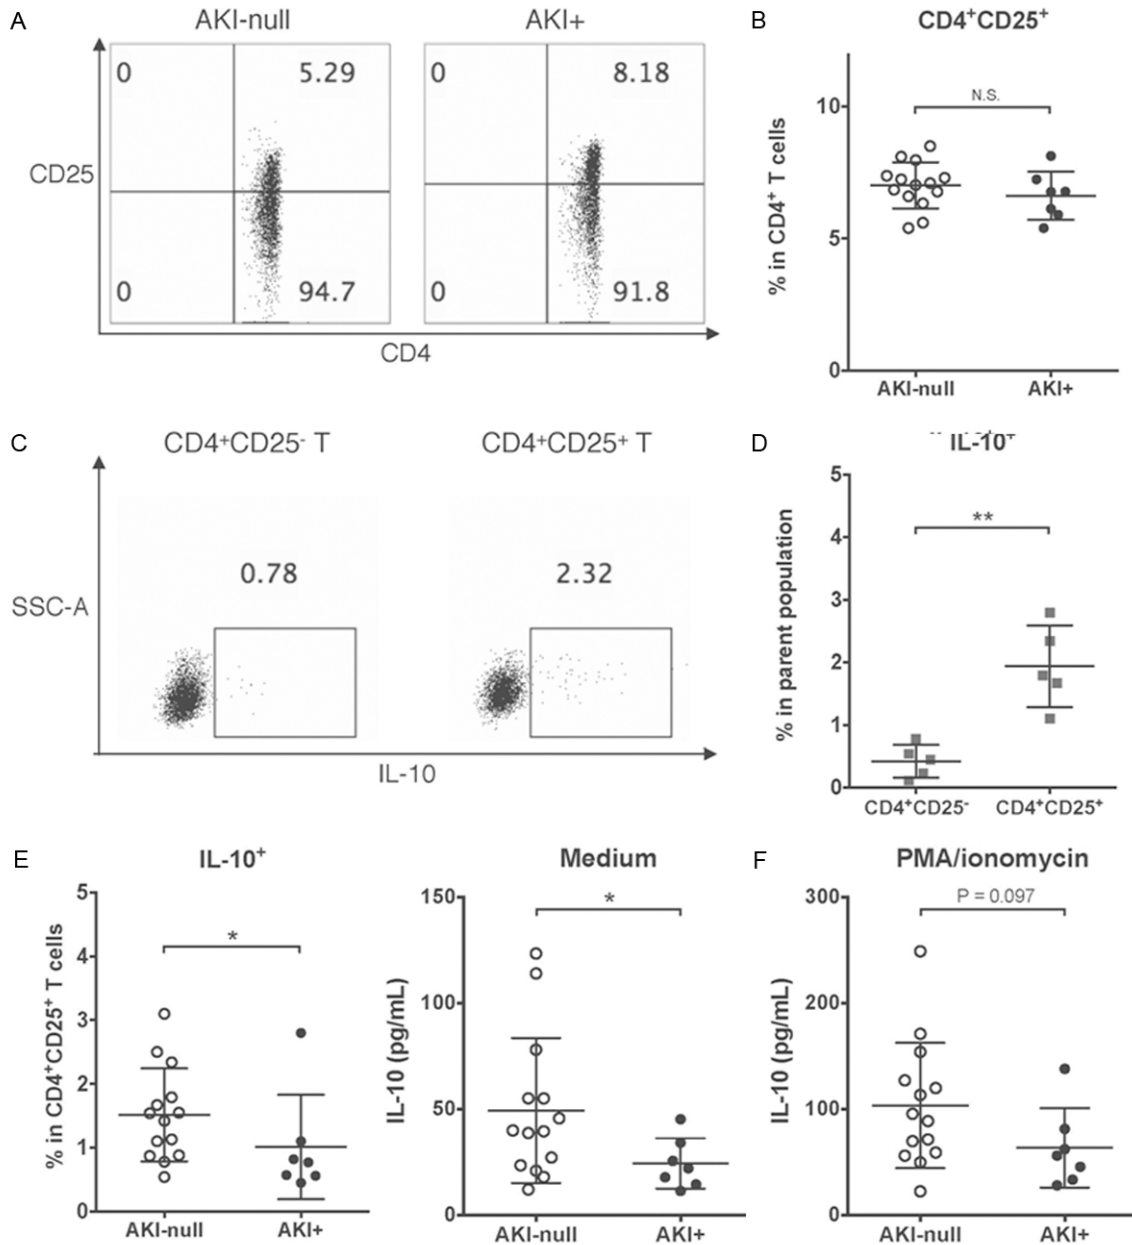 A
AKI-null
AKI+
0
5.29
0
8.18
CD25
0
94.7
0
91.8
CD4
B
CD4⁺CD25⁺
N.S.
% in CD4⁺ T cells
10
5
0
AKI-null
AKI+
C
CD4⁺CD25⁻ T
CD4⁺CD25⁺ T
0.78
2.32
SSC-A
IL-10
D
IL-10⁺
**
% in parent population
5
4
3
2
1
0
CD4⁺CD25⁻
CD4⁺CD25⁺
E
IL-10⁺
*
% in CD4⁺CD25⁺ T cells
5
4
3
2
1
0
AKI-null
AKI+
Medium
*
IL-10 (pg/mL)
150
100
50
0
AKI-null
AKI+
F
PMA/ionomycin
P = 0.097
IL-10 (pg/mL)
300
200
100
0
AKI-null
AKI+